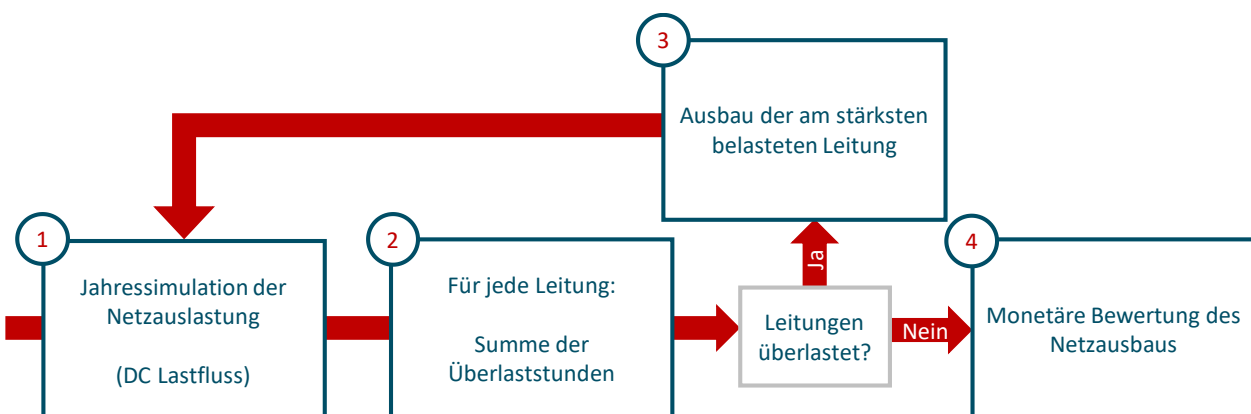 3
Ausbau der am stärksten
belasteten Leitung
1
Jahressimulation der
Netzauslastung
(DC Lastfluss)
2
Für jede Leitung:
Summe der
Überlaststunden
Ja
Leitungen
überlastet?
Nein
4
Monetäre Bewertung des
Netzausbaus